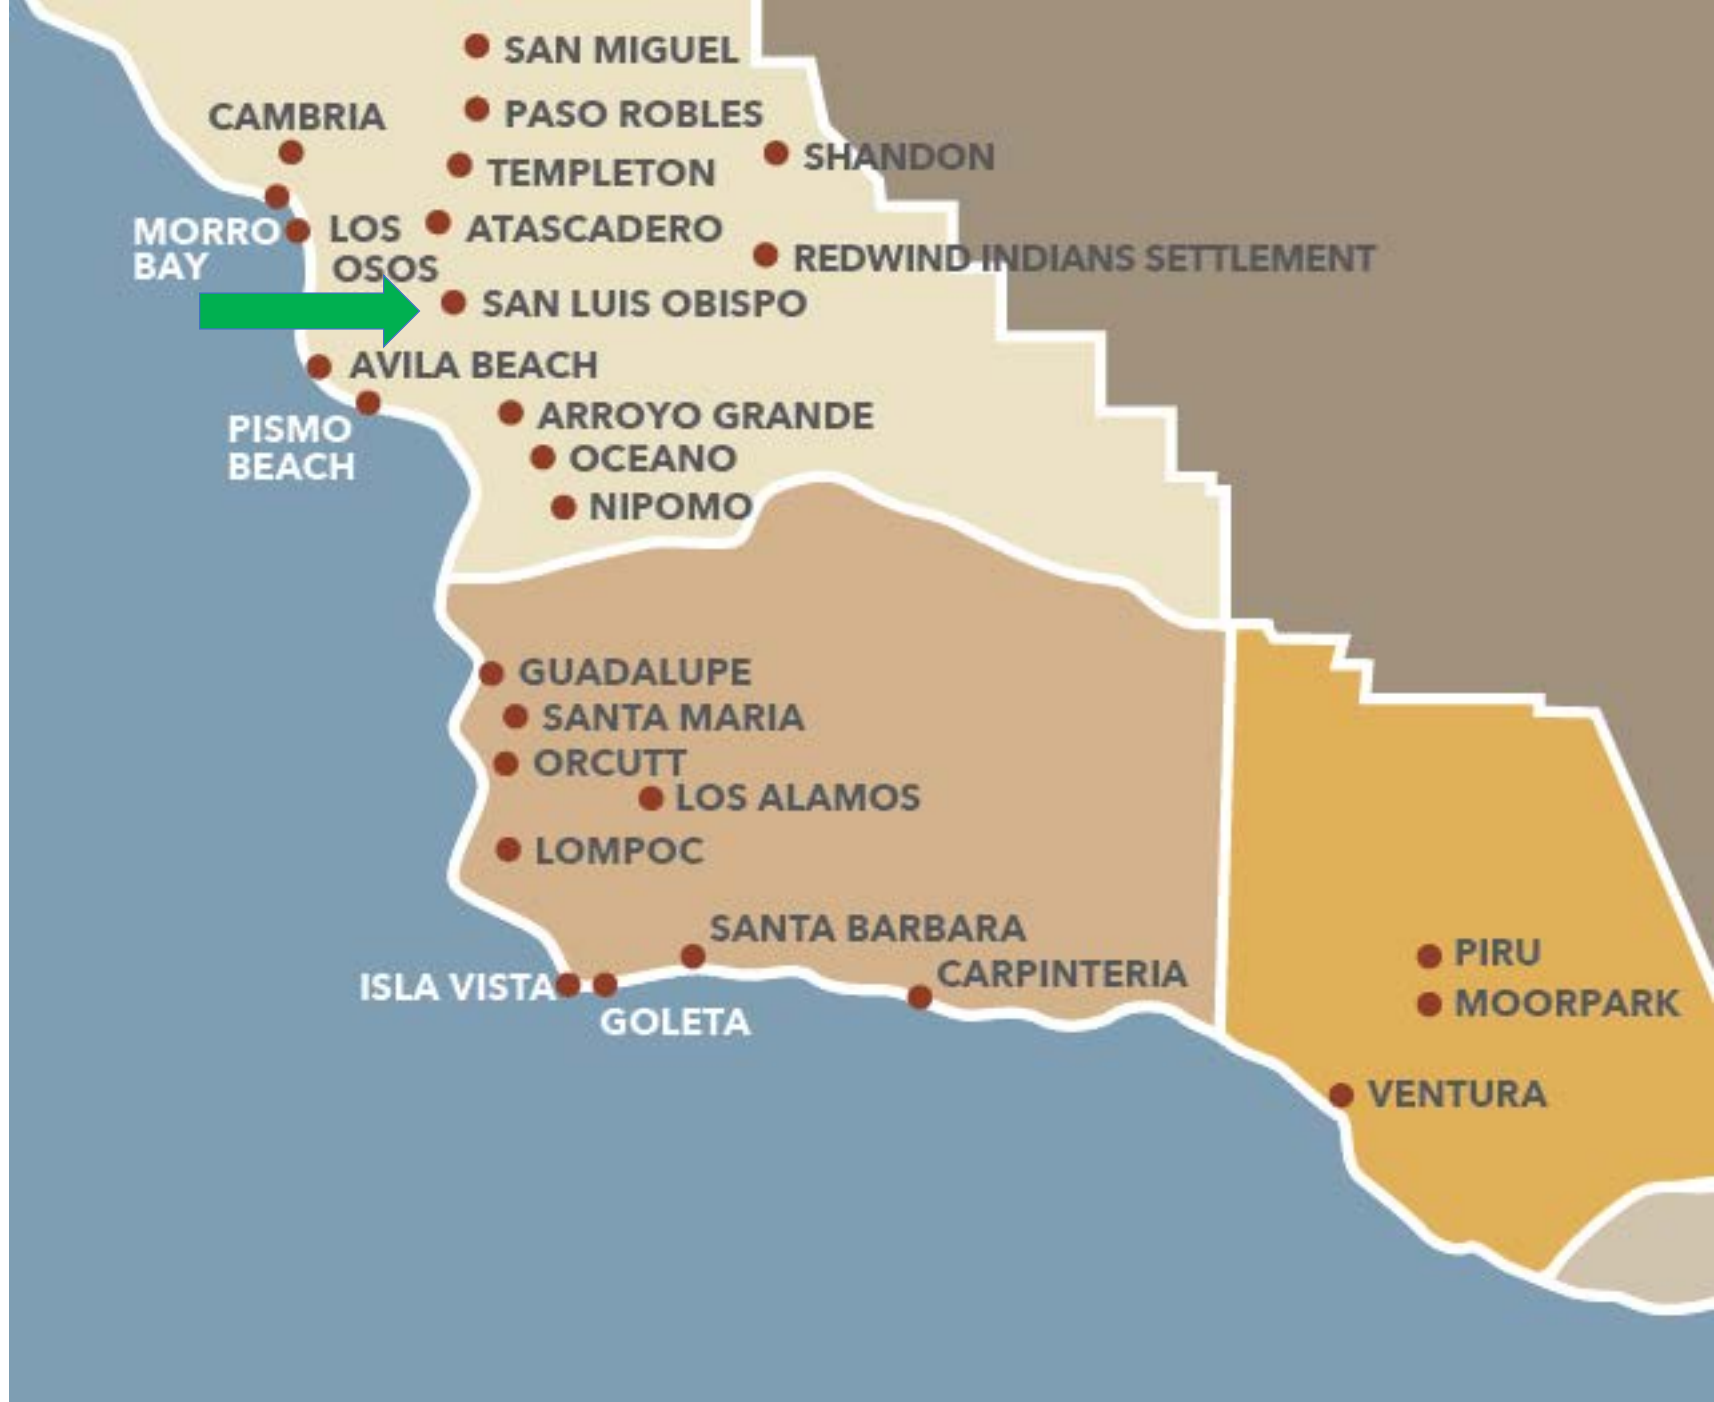 SAN MIGUEL
PASO ROBLES
CAMBRIA
SHANDON
TEMPLETON
MORRO
BAY
LOS
OSOS
ATASCADERO
REDWIND INDIANS SETTLEMENT
SAN LUIS OBISPO
AVILA BEACH
PISMO
BEACH
ARROYO GRANDE
OCEANO
NIPOMO
GUADALUPE
SANTA MARIA
ORCUTT
LOS ALAMOS
LOMPOC
SANTA BARBARA
CARPINTERIA
ISLA VISTA
GOLETA
PIRU
MOORPARK
VENTURA